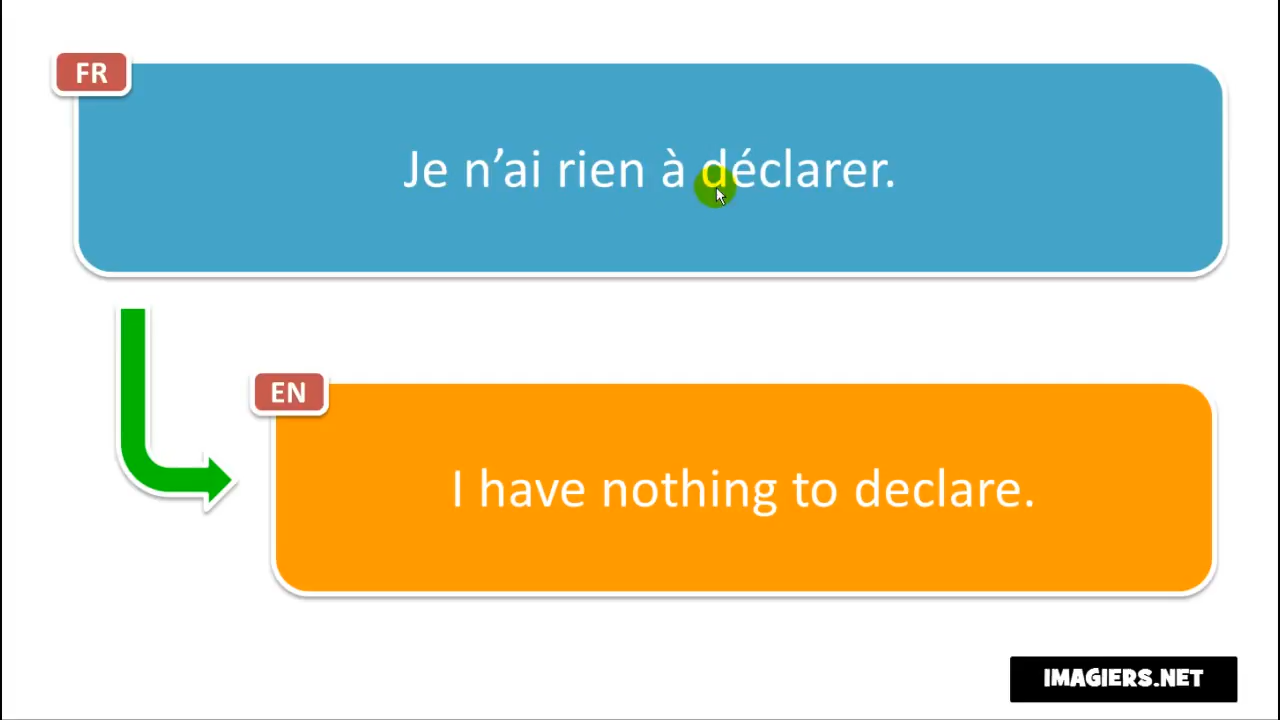 FR
Je n’ai rien à déclarer.
EN
I have nothing to declare.
IMAGIERS.NET